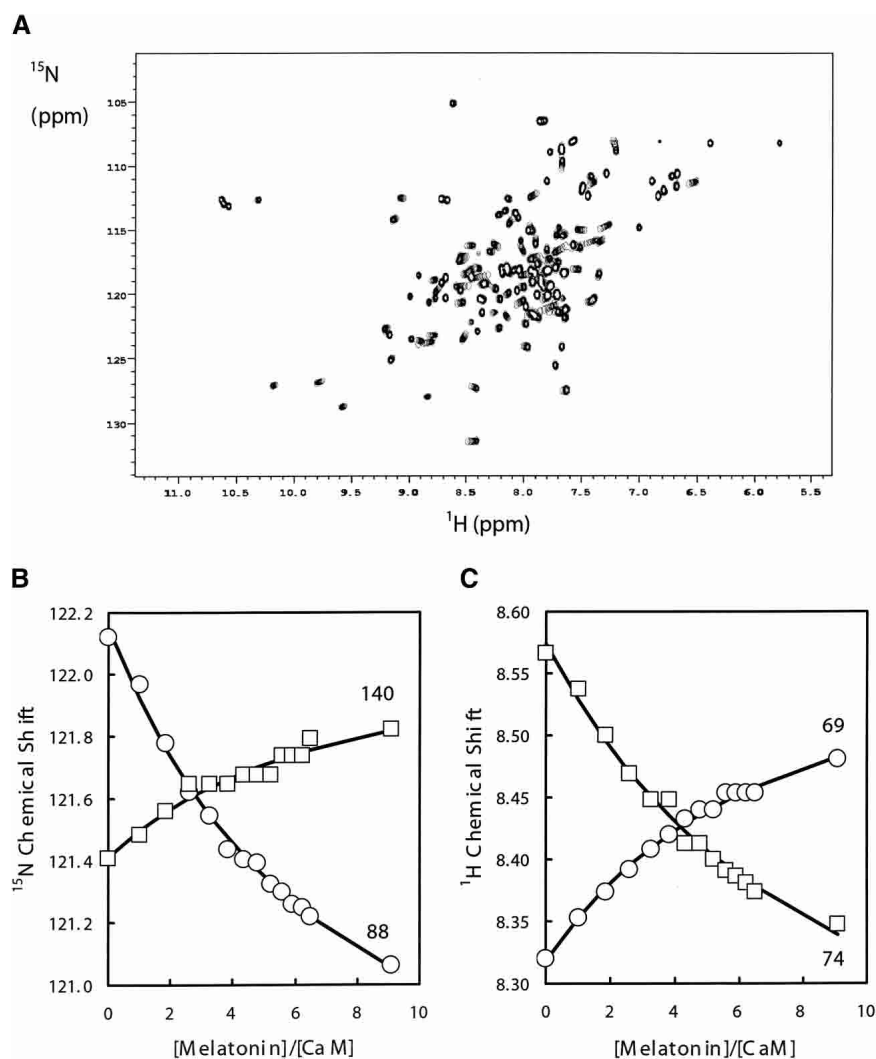 A
¹⁵N
(ppm)
105
110
115
120
125
130
11.0 10.5 10.0 9.5 9.0 8.5 8.0 7.5 7.0 6.5 6.0 5.5
¹H (ppm)
B
122.2
122.0
121.8
121.6
121.4
121.2
121.0
¹⁵N Chemical Shift
140
88
0 2 4 6 8 10
[Melatonin]/[CaM]
C
8.60
8.55
8.50
8.45
8.40
8.35
8.30
¹H Chemical Shift
69
74
0 2 4 6 8 10
[Melatonin]/[CaM]